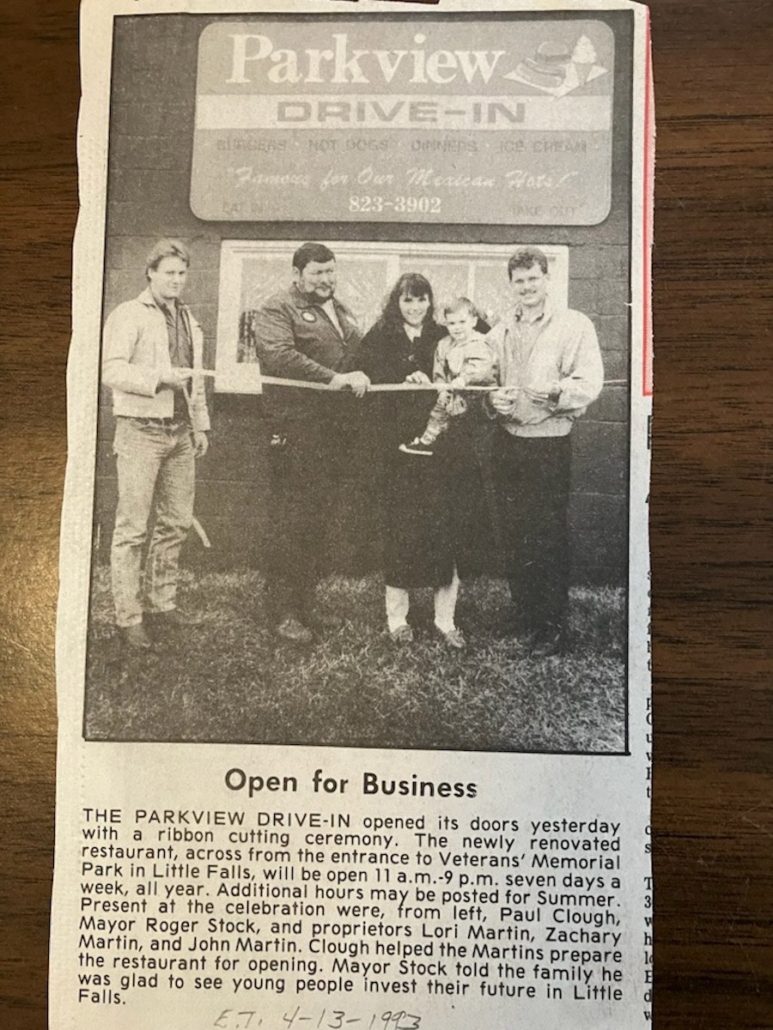 Parkview
DRIVE-IN
BURGERS HOT DOGS DINNERS ICE CREAM
"Famous for Our Mexican Hots!"
EAT IN 823-3902 TAKE OUT
Open for Business
THE PARKVIEW DRIVE-IN opened its doors yesterday
with a ribbon cutting ceremony. The newly renovated
restaurant, across from the entrance to Veterans' Memorial
Park in Little Falls, will be open 11 a.m.-9 p.m. seven days a
week, all year. Additional hours may be posted for Summer.
Present at the celebration were, from left, Paul Clough,
Mayor Roger Stock, and proprietors Lori Martin, Zachary
Martin, and John Martin. Clough helped the Martins prepare
the restaurant for opening. Mayor Stock told the family he
was glad to see young people invest their future in Little
Falls.
E.T. 4-13-1993